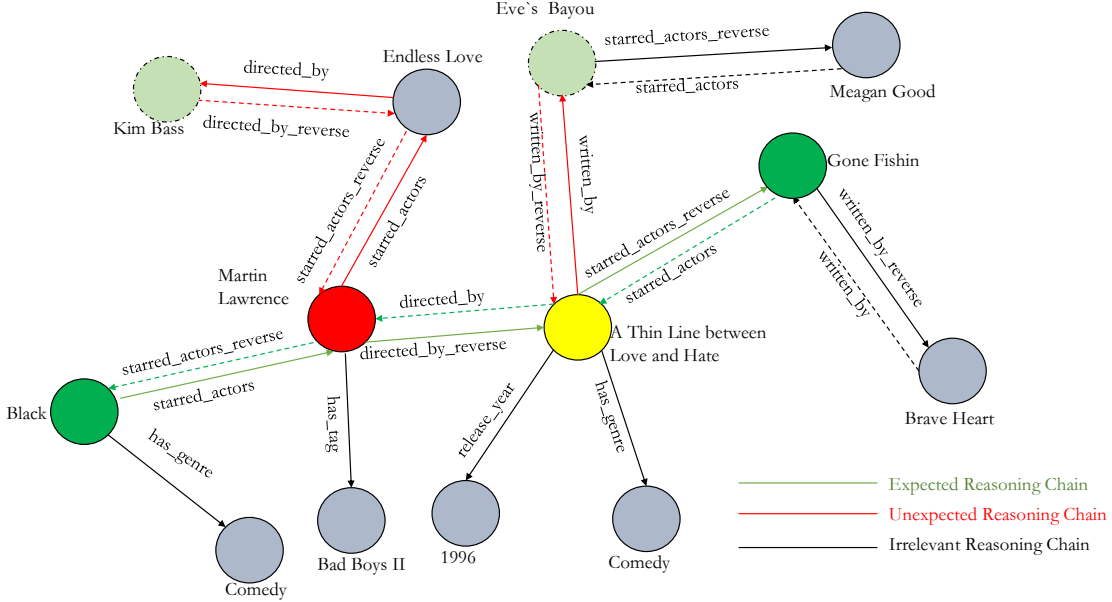 Eve`s  Bayou
starred_actors_reverse
Endless Love
directed_by
starred_actors
Meagan Good
Kim Bass
directed_by_reverse
written_by_reverse
written_by
Gone Fishin
starred_actors_reverse
starred_actors
starred_actors_reverse
starred_actors
written_by_reverse
written_by
Martin
Lawrence
directed_by
directed_by_reverse
A Thin Line between
Love and Hate
starred_actors_reverse
starred_actors
Black
has_genre
has_tag
release_year
has_genre
Brave Heart
Comedy
Bad Boys II
1996
Comedy
Expected Reasoning Chain
Unexpected Reasoning Chain
Irrelevant Reasoning Chain